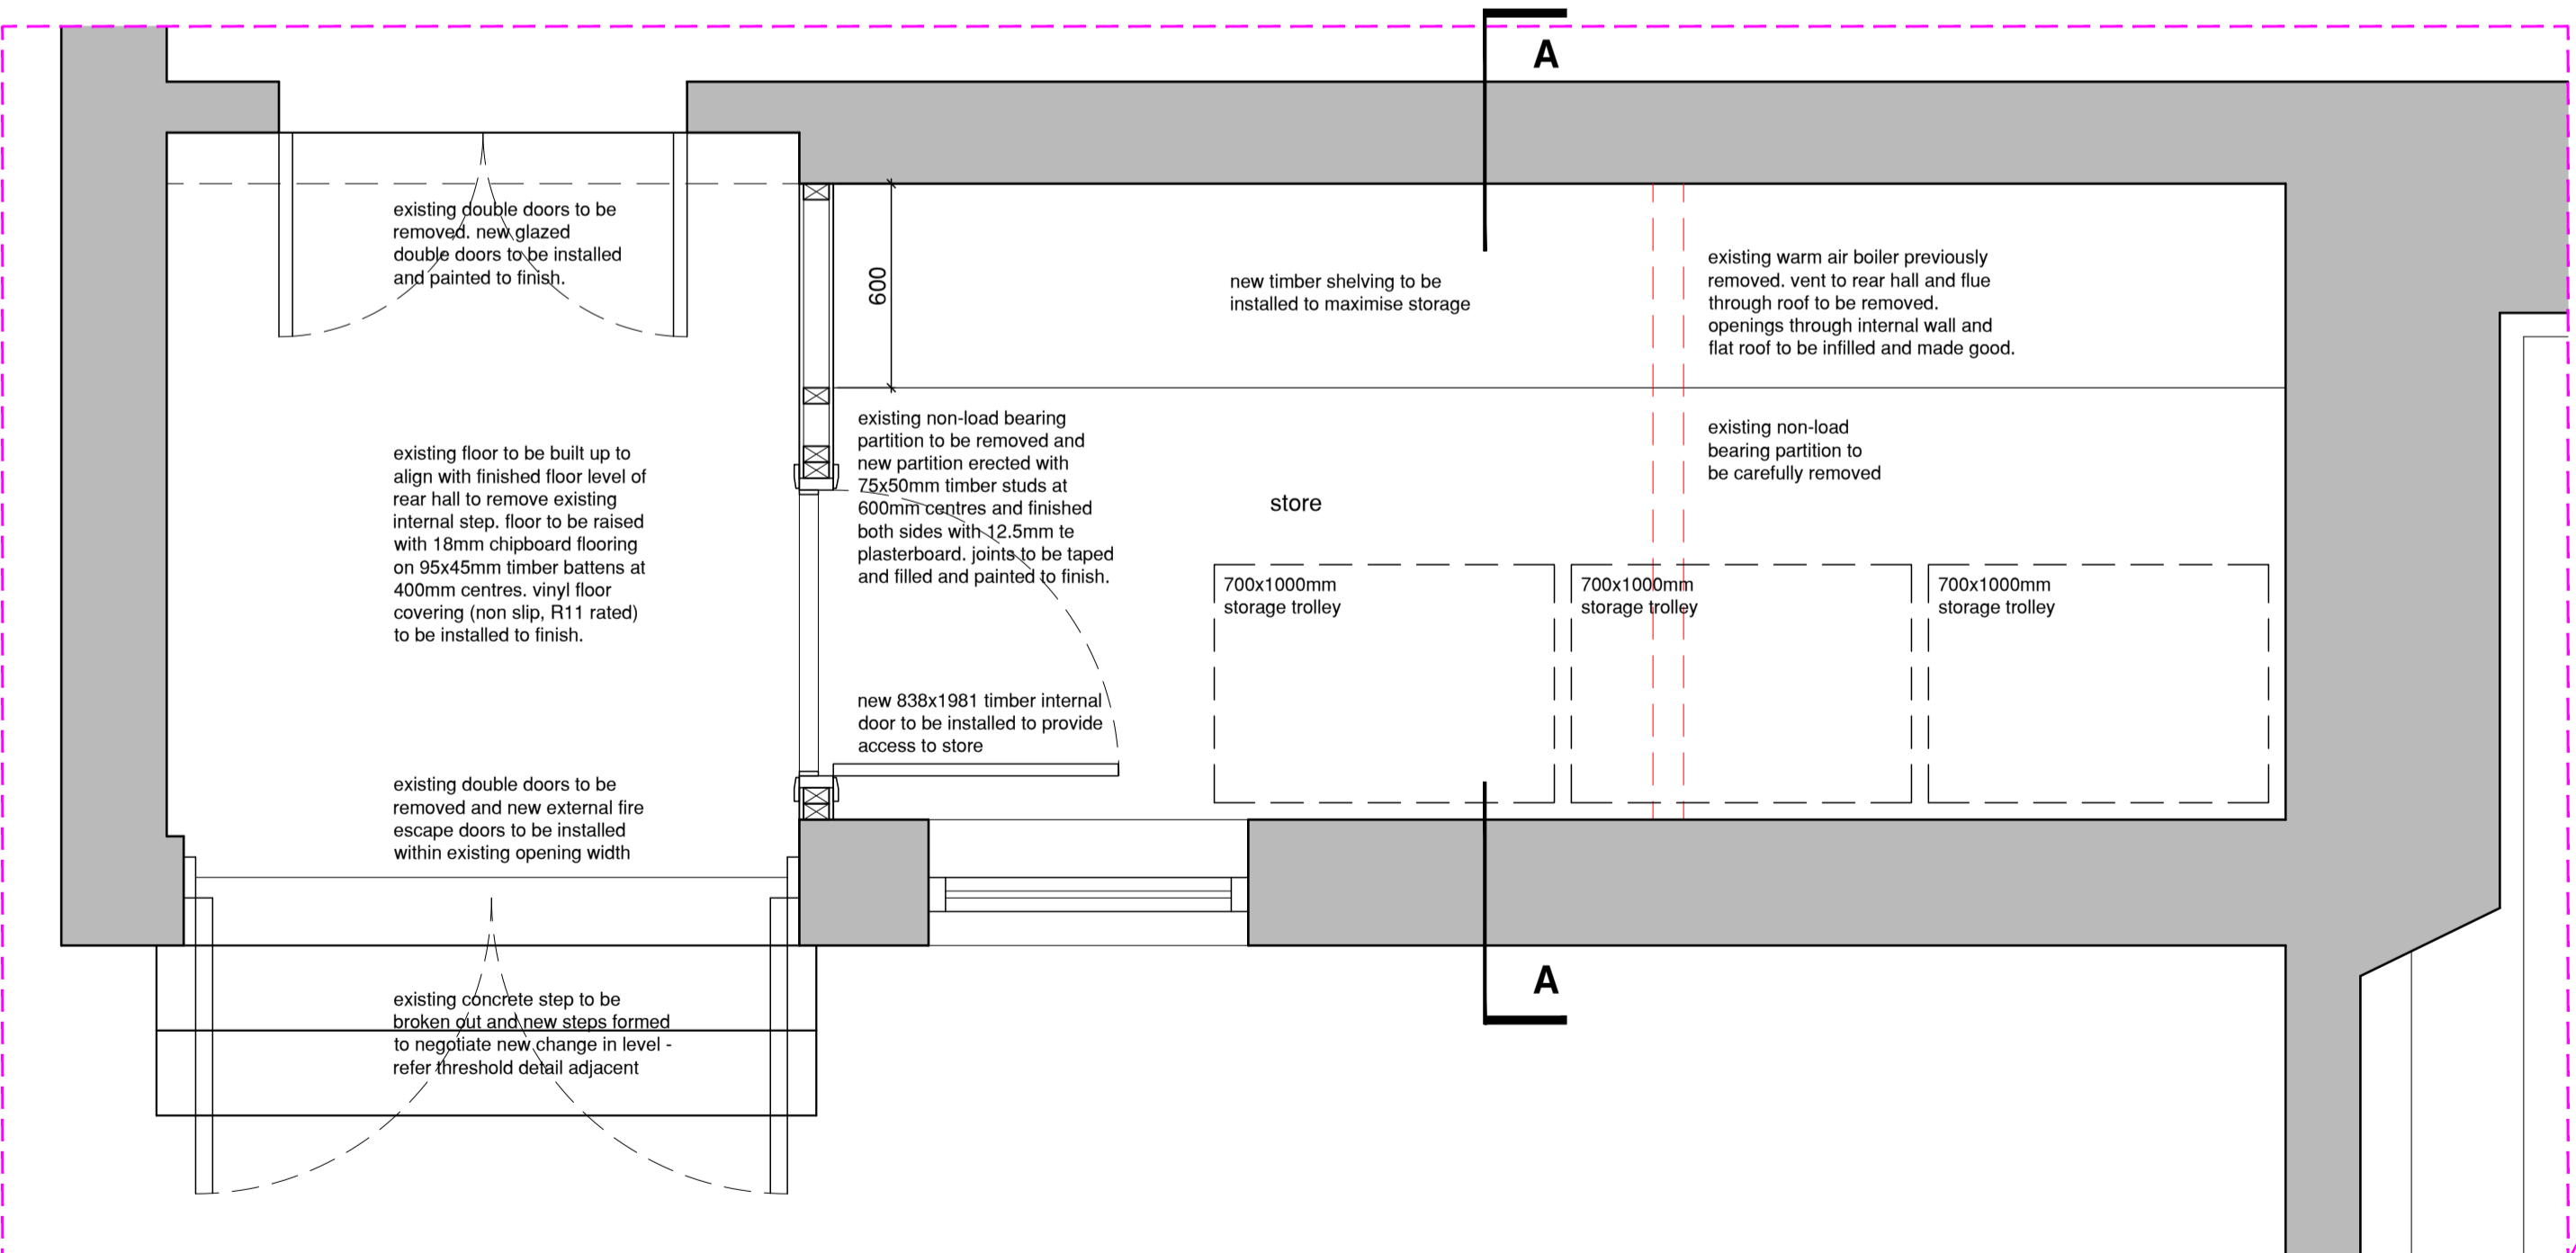 A
existing double doors to be
removed. new glazed
double doors to be installed
and painted to finish.
600
new timber shelving to be
installed to maximise storage
existing warm air boiler previously
removed. vent to rear hall and flue
through roof to be removed.
openings through internal wall and
flat roof to be infilled and made good.
existing floor to be built up to
align with finished floor level of
rear hall to remove existing
internal step. floor to be raised
with 18mm chipboard flooring
on 95x45mm timber battens at
400mm centres. vinyl floor
covering (non slip, R11 rated)
to be installed to finish.
existing non-load bearing
partition to be removed and
new partition erected with
75x50mm timber studs at
600mm centres and finished
both sides with 12.5mm te
plasterboard. joints to be taped
and filled and painted to finish.
existing non-load
bearing partition to
be carefully removed
store
700x1000mm
storage trolley
700x1000mm
storage trolley
700x1000mm
storage trolley
new 838x1981 timber internal
door to be installed to provide
access to store
existing double doors to be
removed and new external fire
escape doors to be installed
within existing opening width
A
existing concrete step to be
broken out and new steps formed
to negotiate new change in level -
refer threshold detail adjacent